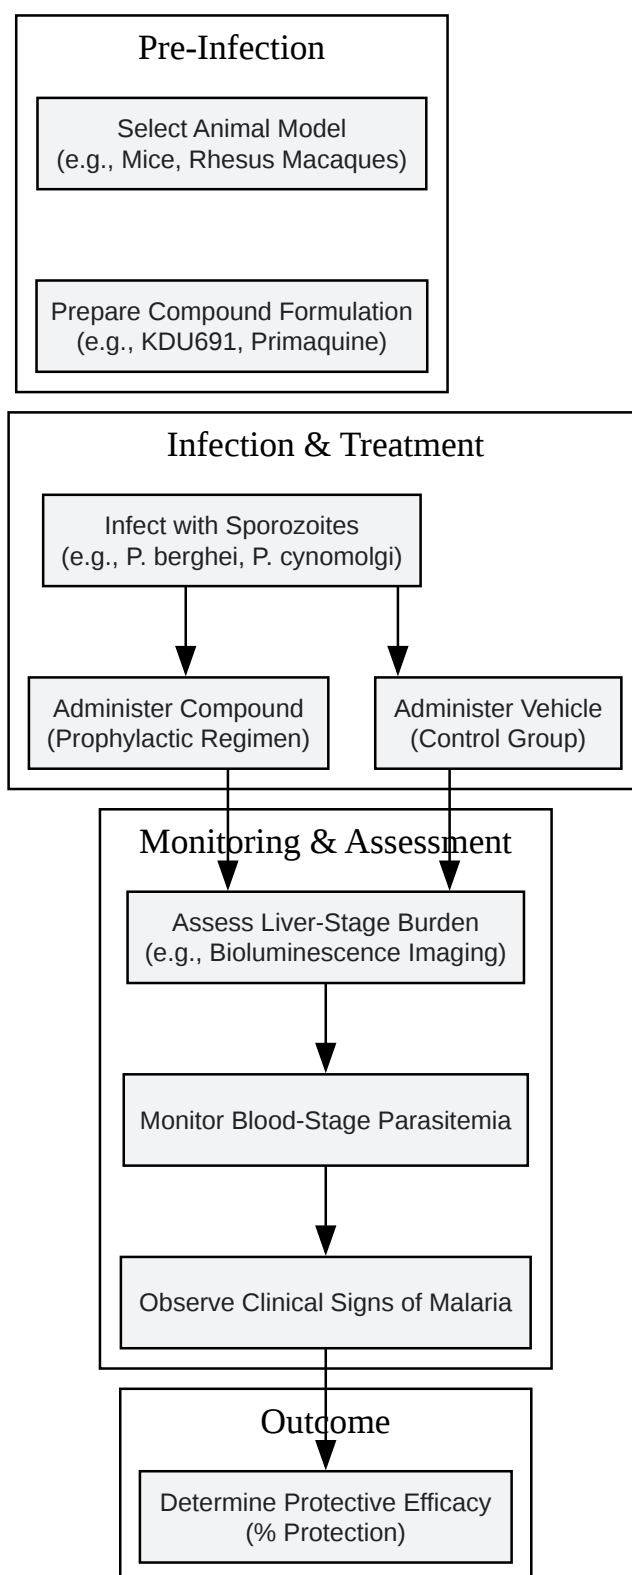 Pre-Infection
Select Animal Model
(e.g., Mice, Rhesus Macaques)
Prepare Compound Formulation
(e.g., KDU691, Primaquine)
Infection & Treatment
Infect with Sporozoites
(e.g., P. berghei, P. cynomolgi)
Administer Compound
(Prophylactic Regimen)
Administer Vehicle
(Control Group)
Monitoring & Assessment
Assess Liver-Stage Burden
(e.g., Bioluminescence Imaging)
Monitor Blood-Stage Parasitemia
Observe Clinical Signs of Malaria
Outcome
Determine Protective Efficacy
(% Protection)